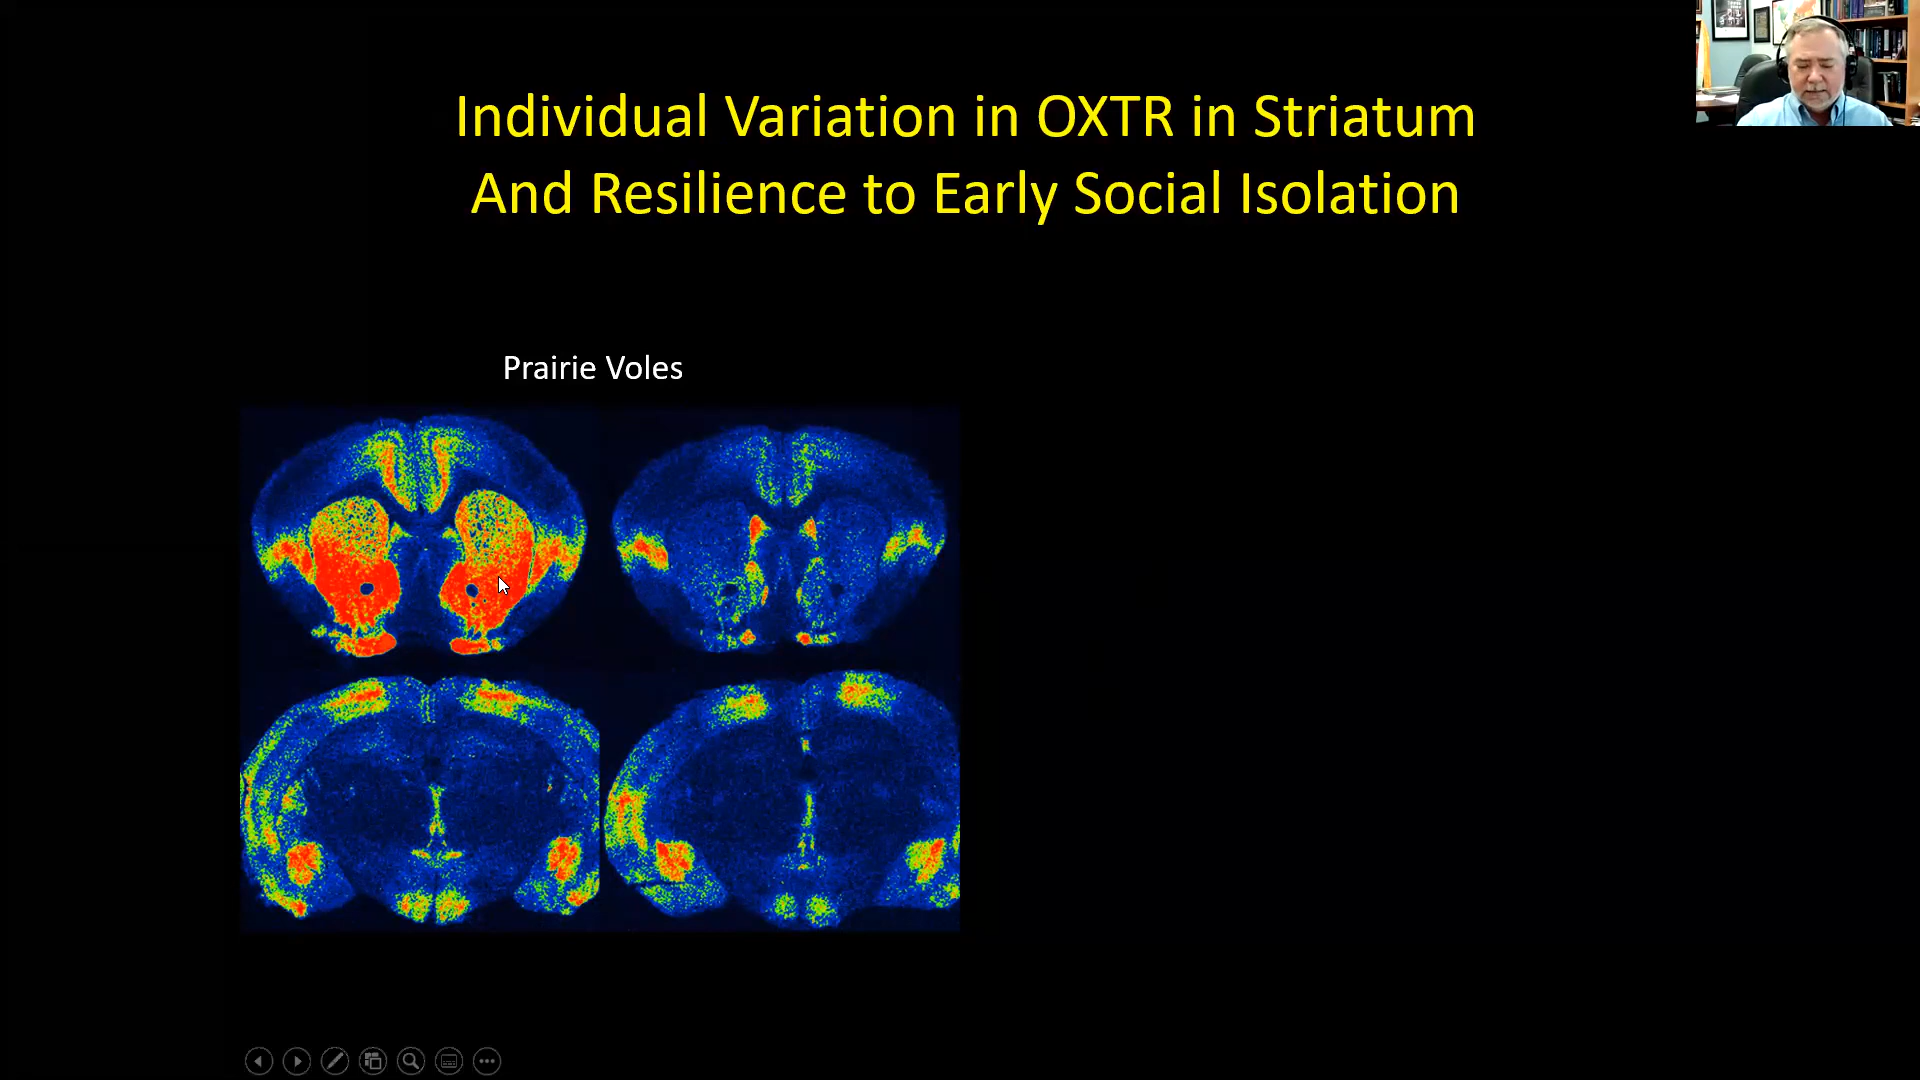 Individual Variation in OXTR in Striatum
And Resilience to Early Social Isolation
Prairie Voles